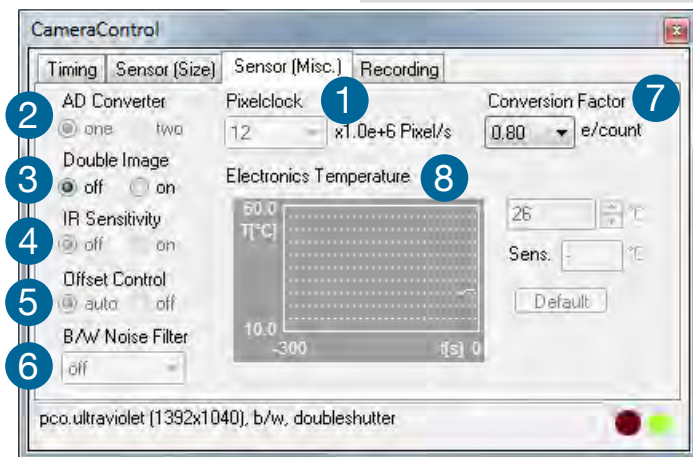 CameraControl
x
Timing Sensor (Size) Sensor (Misc.) Recording
2 AD Converter
one two
3 Double Image
off on
4 IR Sensitivity
off on
5 Offset Control
auto off
6 B/W Noise Filter
off
Pixelclock 1
12 x1.0e+6 Pixel/s
Conversion Factor 7
0.80 e/count
Electronics Temperature 8
60.0
T[°C]
10.0
-300 t[s] 0
26 °C
Sens. - °C
Default
pco.ultraviolet (1392x1040), b/w, doubleshutter